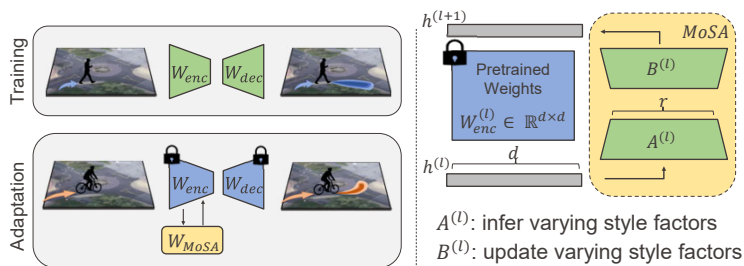 Training
W_enc W_dec
Adaptation
W_enc W_dec
W_MoSA
h^(l+1)
MoSA
Pretrained
Weights
W_enc^(l) ∈ ℝ^{d×d}
B^(l)
r
A^(l)
h^(l)
d
A^(l): infer varying style factors
B^(l): update varying style factors